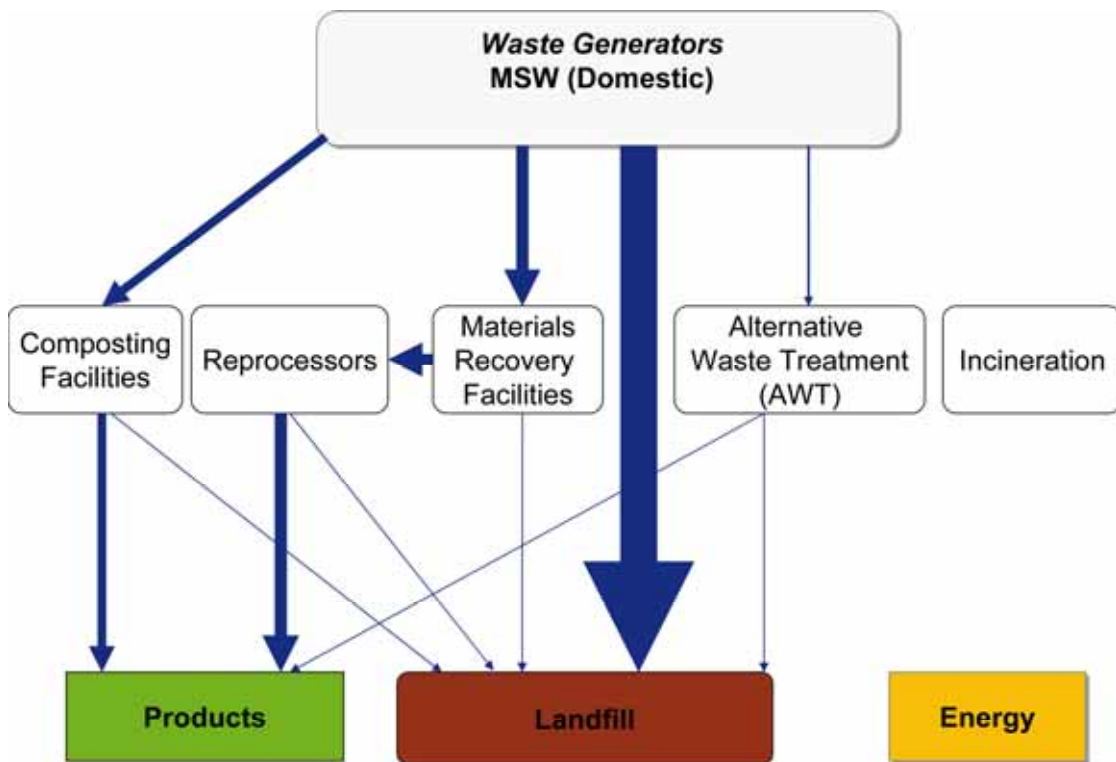 Waste Generators
MSW (Domestic)
Composting
Facilities
Reprocessors
Materials
Recovery
Facilities
Alternative
Waste Treatment
(AWT)
Incineration
Products
Landfill
Energy